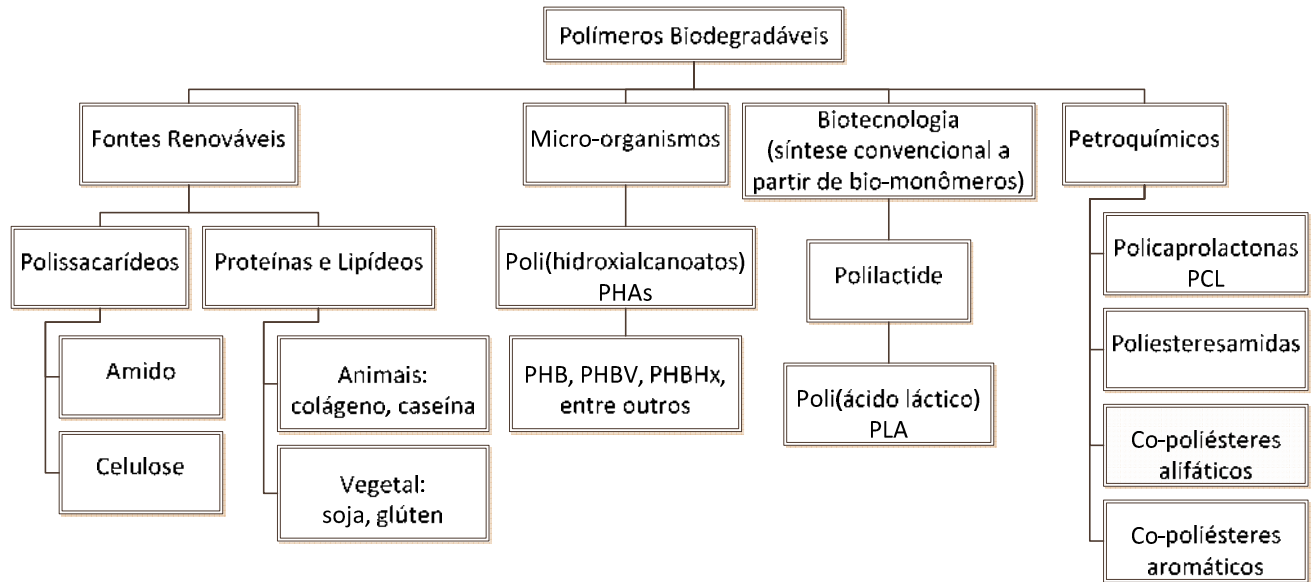 Polímeros Biodegradáveis
Fontes Renováveis
Micro-organismos
Biotecnologia
(síntese convencional a
partir de bio-monômeros)
Petroquímicos
Polissacarídeos
Proteínas e Lipídeos
Poli(hidroxialcanoatos)
PHAs
Polilactide
Policaprolactonas
PCL
Amido
Animais:
colágeno, caseína
PHB, PHBV, PHBHx,
entre outros
Poli(ácido láctico)
PLA
Poliesteresamidas
Celulose
Vegetal:
soja, glúten
Co-poliésteres
alifáticos
Co-poliésteres
aromáticos